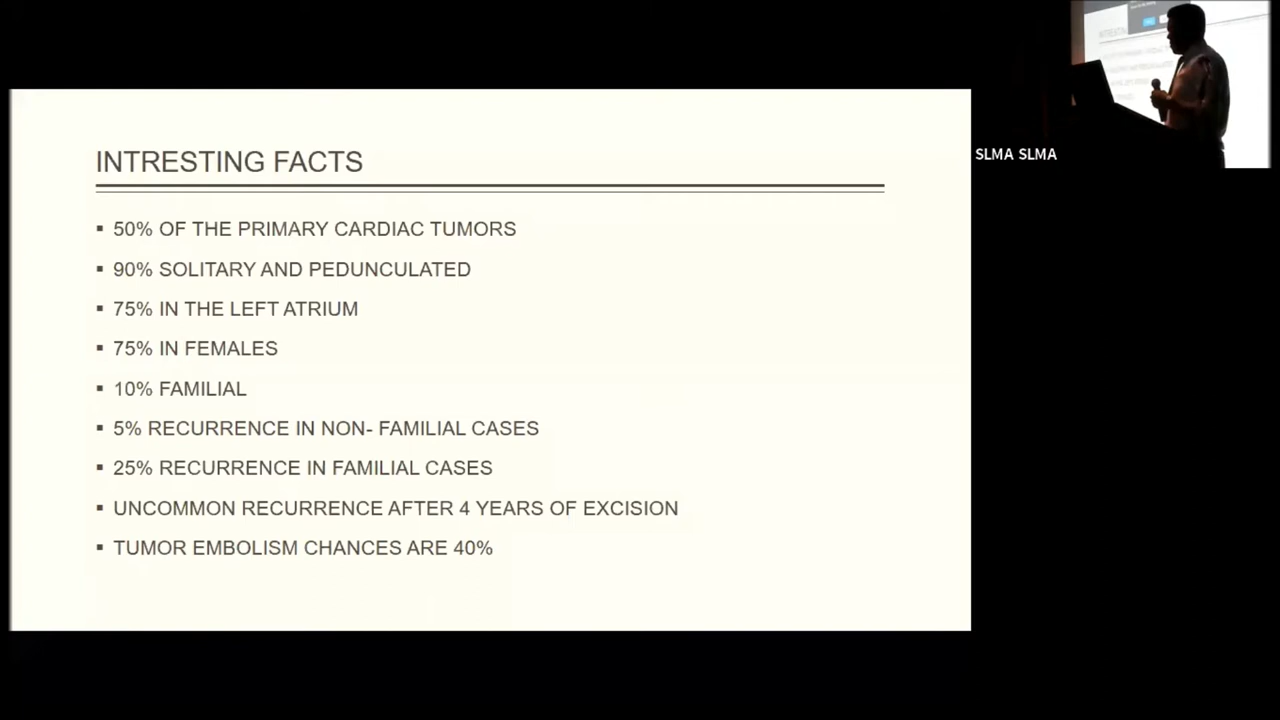 INTRESTING FACTS
50% OF THE PRIMARY CARDIAC TUMORS
90% SOLITARY AND PEDUNCULATED
75% IN THE LEFT ATRIUM
75% IN FEMALES
10% FAMILIAL
5% RECURRENCE IN NON- FAMILIAL CASES
25% RECURRENCE IN FAMILIAL CASES
UNCOMMON RECURRENCE AFTER 4 YEARS OF EXCISION
TUMOR EMBOLISM CHANCES ARE 40%
SLMA SLMA